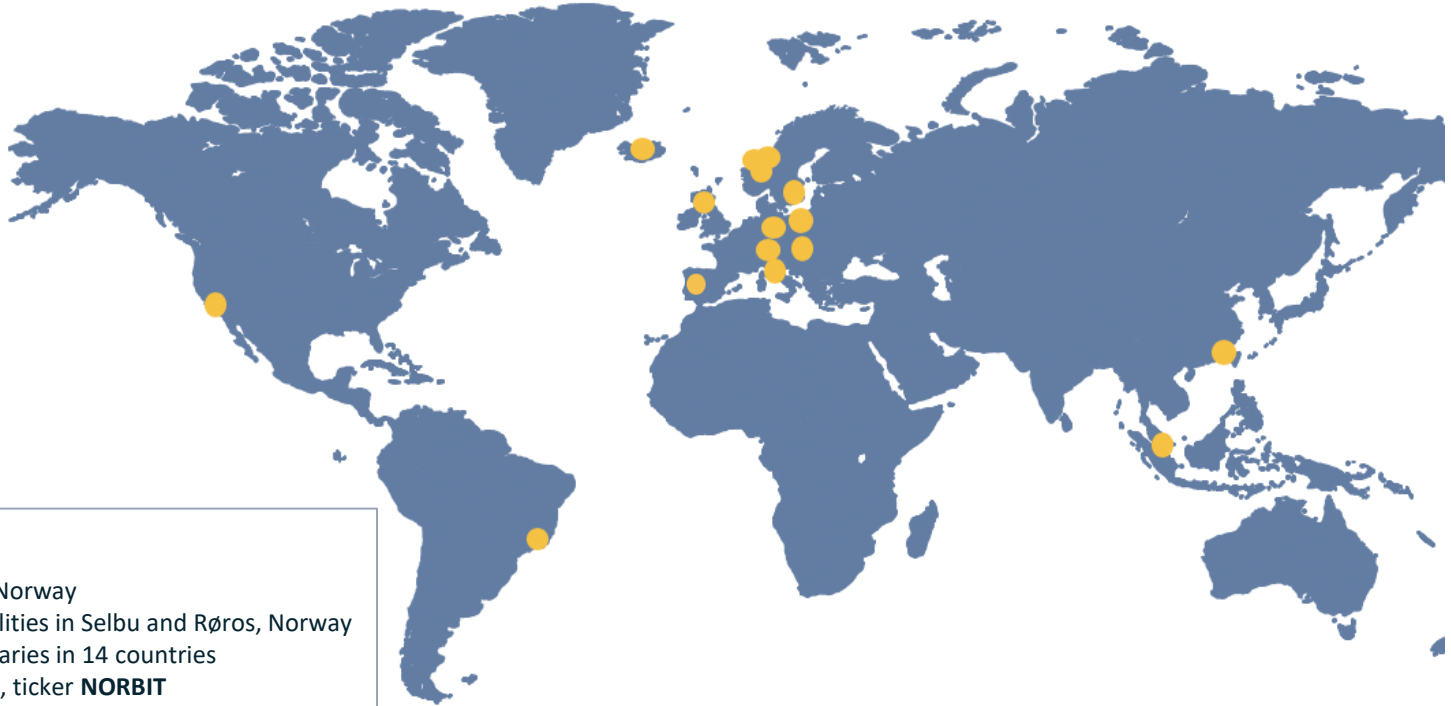 Norway
lities in Selbu and Røros, Norway
aries in 14 countries
, ticker NORBIT